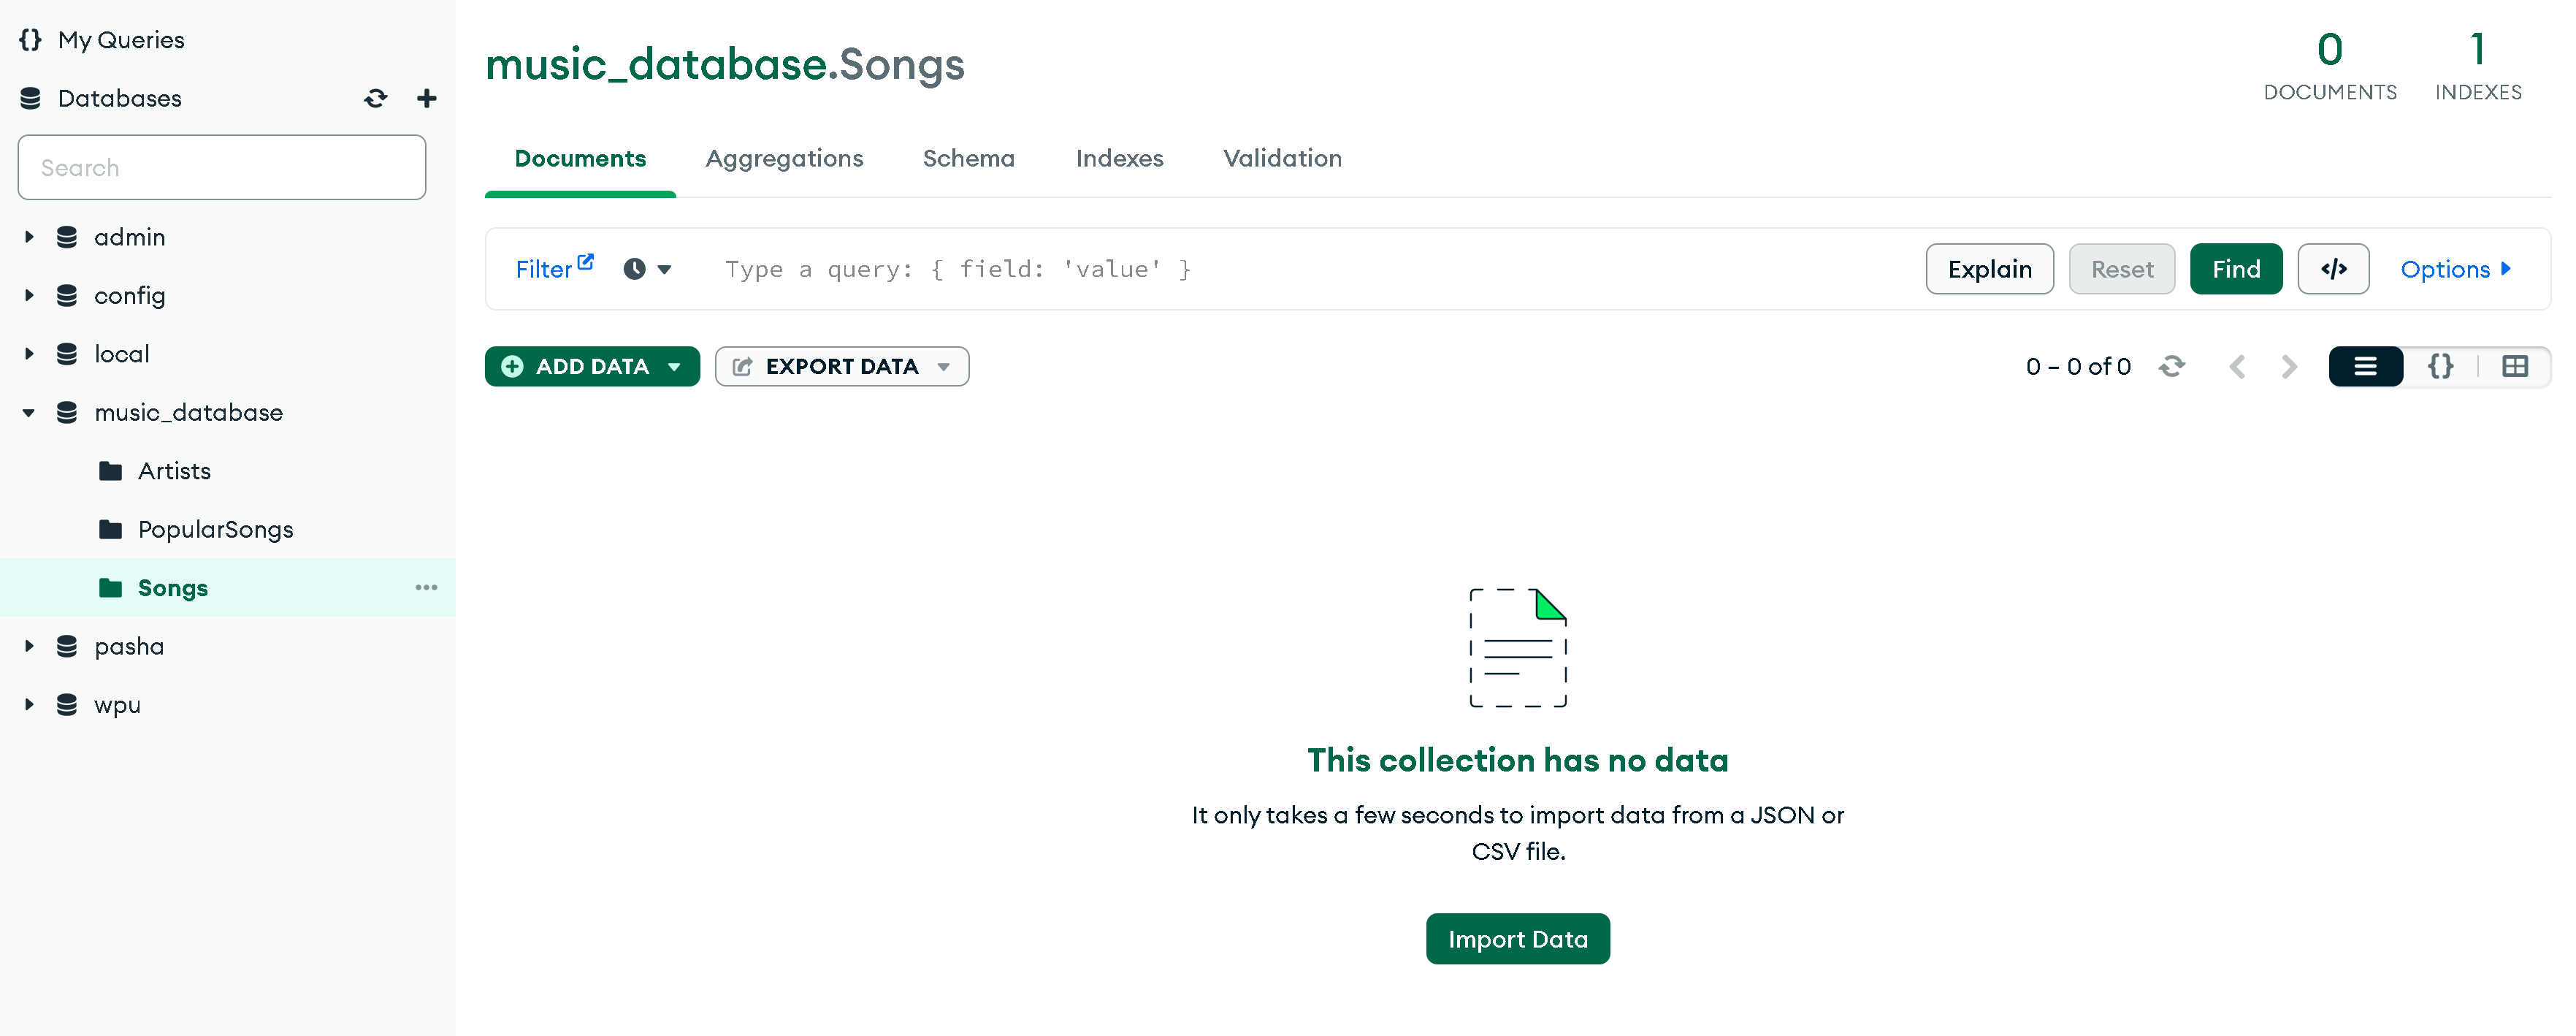 My Queries
Databases
Search
admin
config
local
music_database
Artists
PopularSongs
Songs
pasha
wpu
music_database.Songs
0
DOCUMENTS
1
INDEXES
Documents Aggregations Schema Indexes Validation
Filter Type a query: { field: 'value' } Explain Reset Find </> Options
ADD DATA EXPORT DATA 0 – 0 of 0 {}
This collection has no data
It only takes a few seconds to import data from a JSON or
CSV file.
Import Data